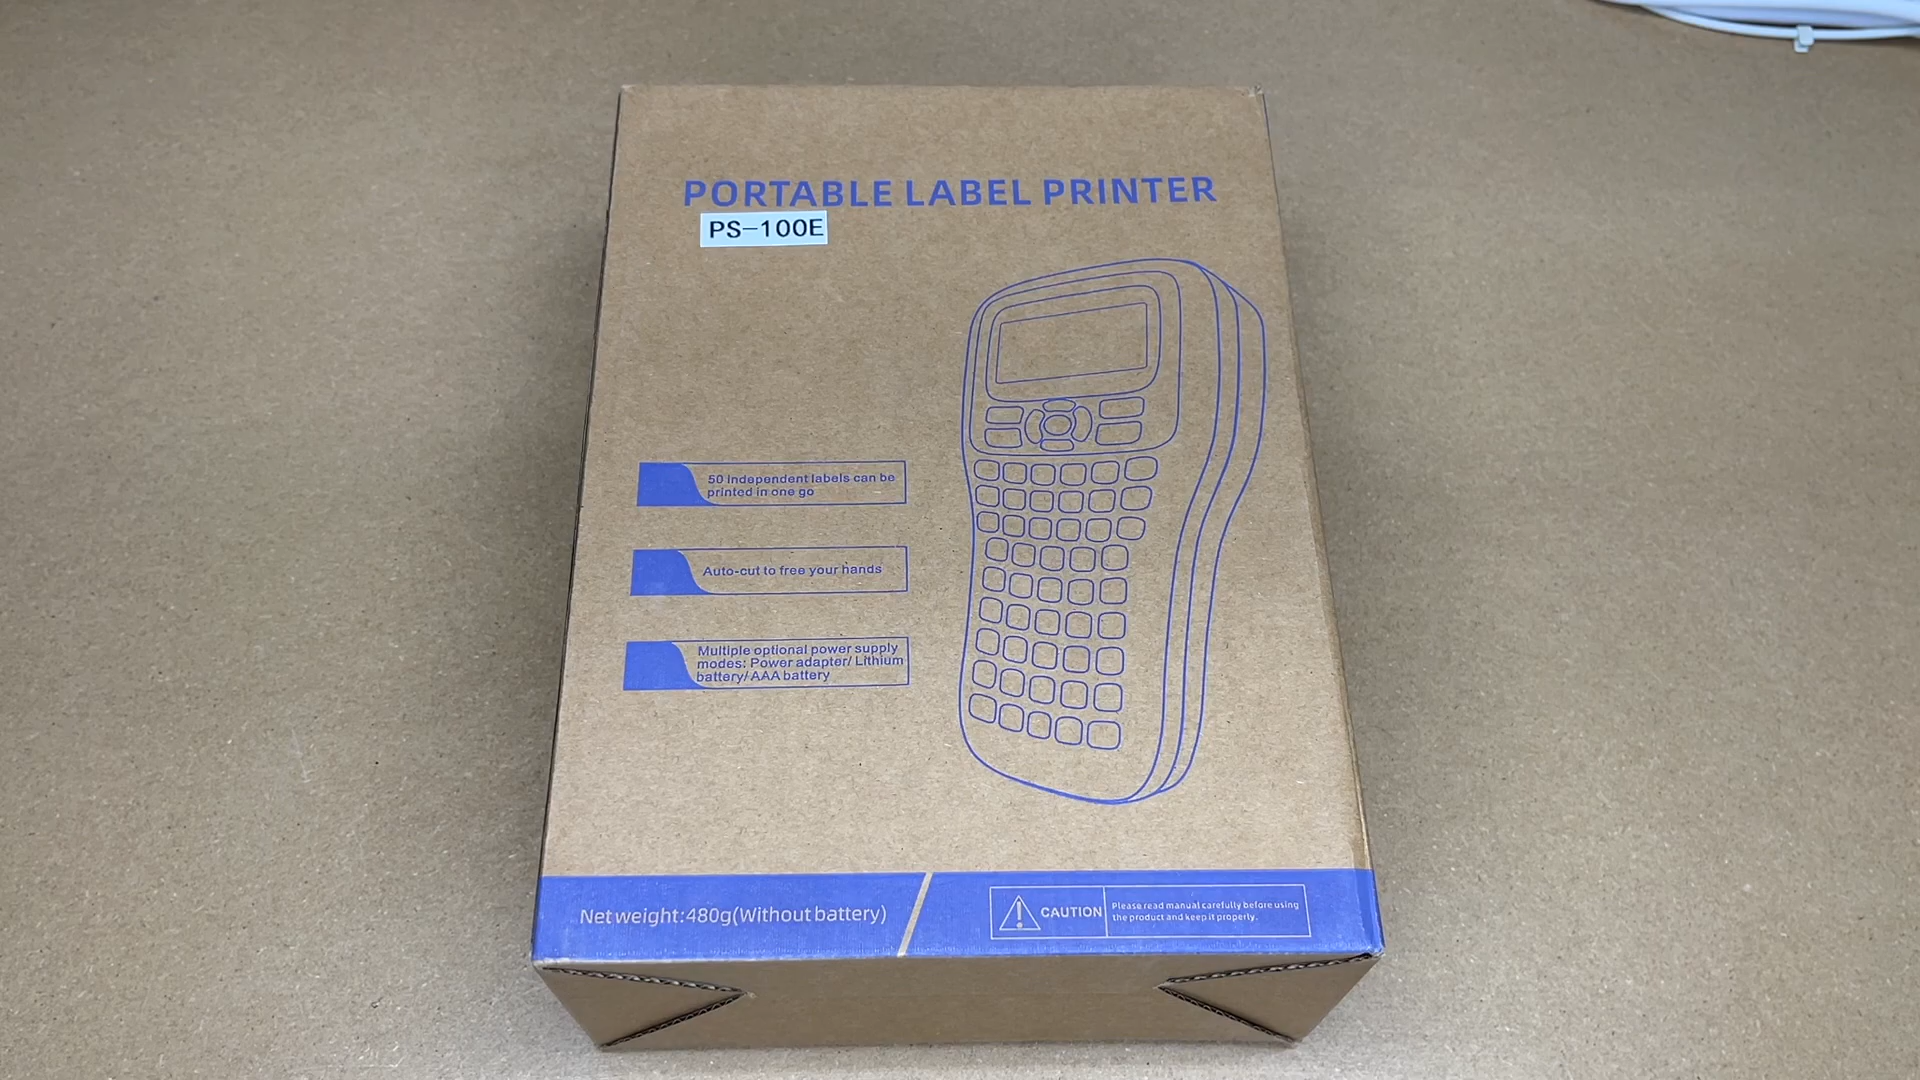 PORTABLE LABEL PRINTER
PS-100E
50 Independent labels can be
printed in one go
Auto-cut to free your hands
Multiple optional power supply
modes: Power adapter/ Lithium
battery/ AAA battery
Net weight:480g(Without battery)
CAUTION
Please read manual carefully before using
the product and keep it properly.